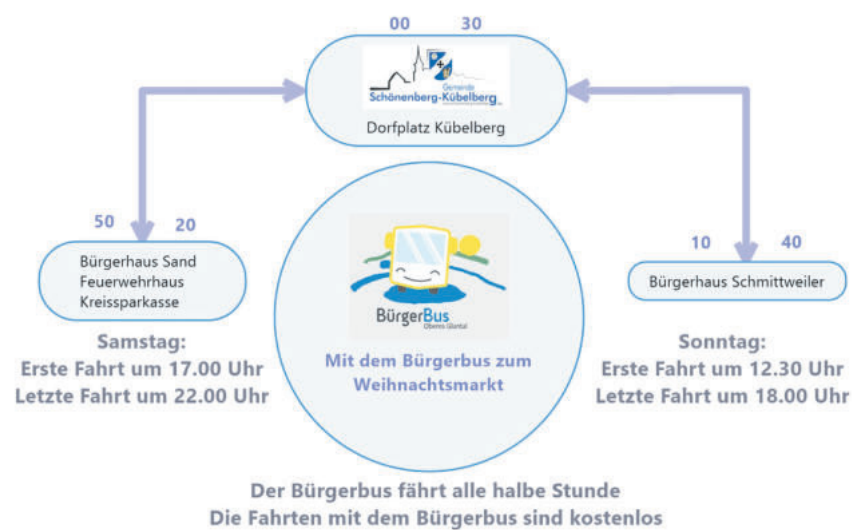 00 30
Gemeinde
Schönenberg-Kübelberg
Dorfplatz Kübelberg
50 20
Bürgerhaus Sand
Feuerwehrhaus
Kreissparkasse
10 40
Bürgerhaus Schmittweiler
BürgerBus
Oberes Glantal
Mit dem Bürgerbus zum
Weihnachtsmarkt
Samstag:
Erste Fahrt um 17.00 Uhr
Letzte Fahrt um 22.00 Uhr
Sonntag:
Erste Fahrt um 12.30 Uhr
Letzte Fahrt um 18.00 Uhr
Der Bürgerbus fährt alle halbe Stunde
Die Fahrten mit dem Bürgerbus sind kostenlos